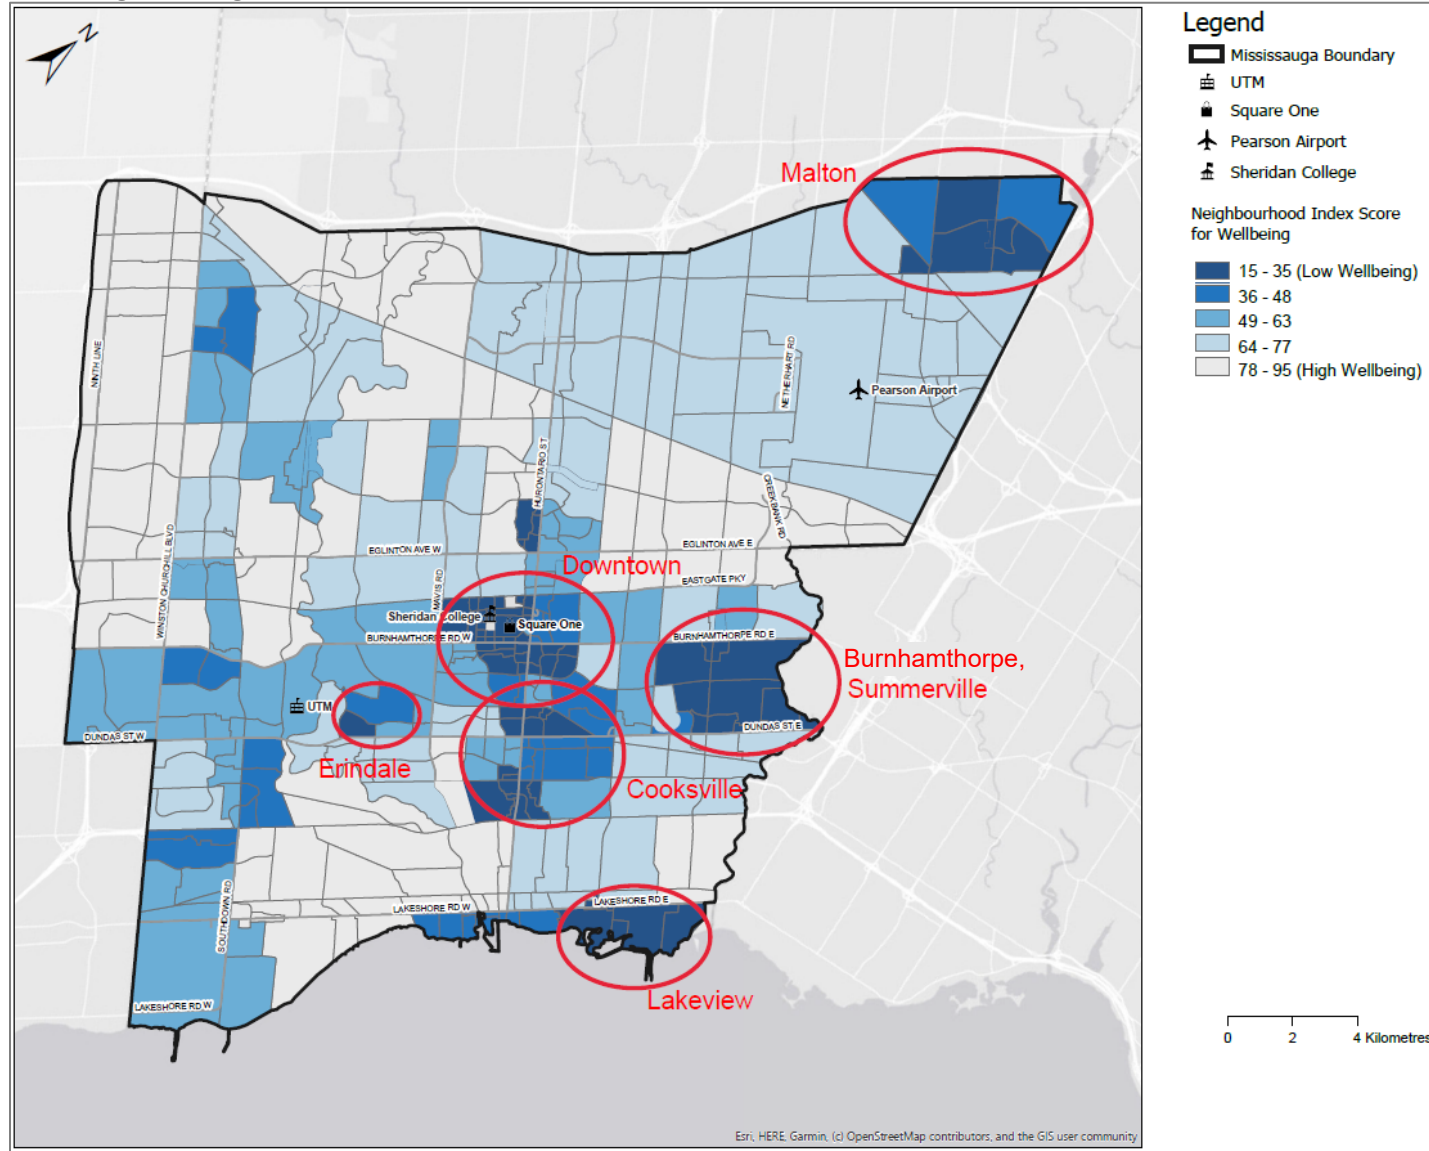 N
Malton
NINTH LINE
NETHERHART RD
Pearson Airport
HURONTARIO ST
CREEKBANK RD
WINSTON CHURCHILL BLVD
EGLINTON AVE W
EGLINTON AVE E
Downtown
EASTGATE PKY
MAVIS RD
Sheridan College
Square One
BURNHAMTHORPE RD W
BURNHAMTHORPE RD E
Burnhamthorpe,
Summerville
UTM
DUNDAS ST W
DUNDAS ST E
Erindale
Cooksville
SOUTHDOWN RD
LAKESHORE RD W
LAKESHORE RD E
Lakeview
LAKESHORE RD W
Esri, HERE, Garmin, (c) OpenStreetMap contributors, and the GIS user community
Legend
Mississauga Boundary
UTM
Square One
Pearson Airport
Sheridan College
Neighbourhood Index Score
for Wellbeing
15 - 35 (Low Wellbeing)
36 - 48
49 - 63
64 - 77
78 - 95 (High Wellbeing)
0 2 4 Kilometres